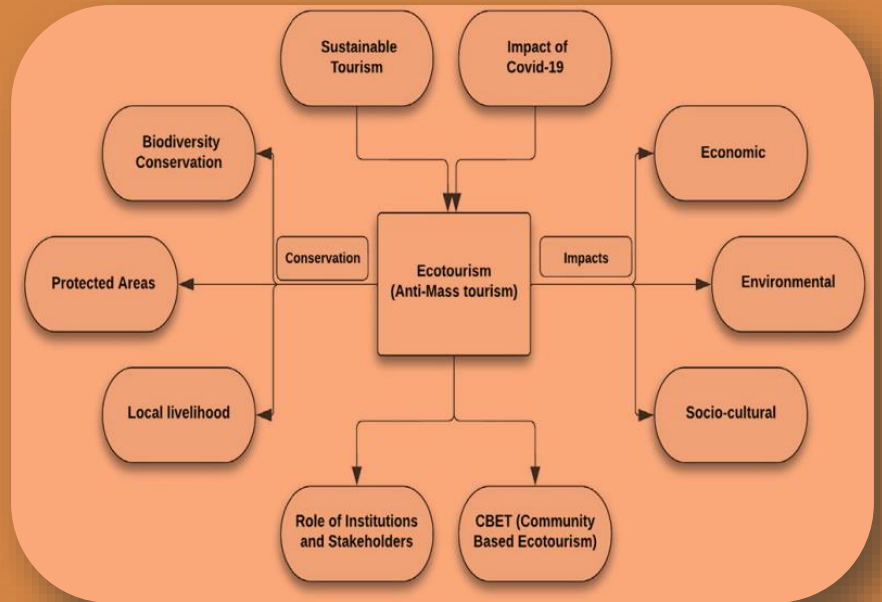 Sustainable
Tourism
Impact of
Covid-19
Biodiversity
Conservation
Economic
Conservation
Impacts
Protected Areas
Ecotourism
(Anti-Mass tourism)
Environmental
Local livelihood
Socio-cultural
Role of Institutions
and Stakeholders
CBET (Community
Based Ecotourism)